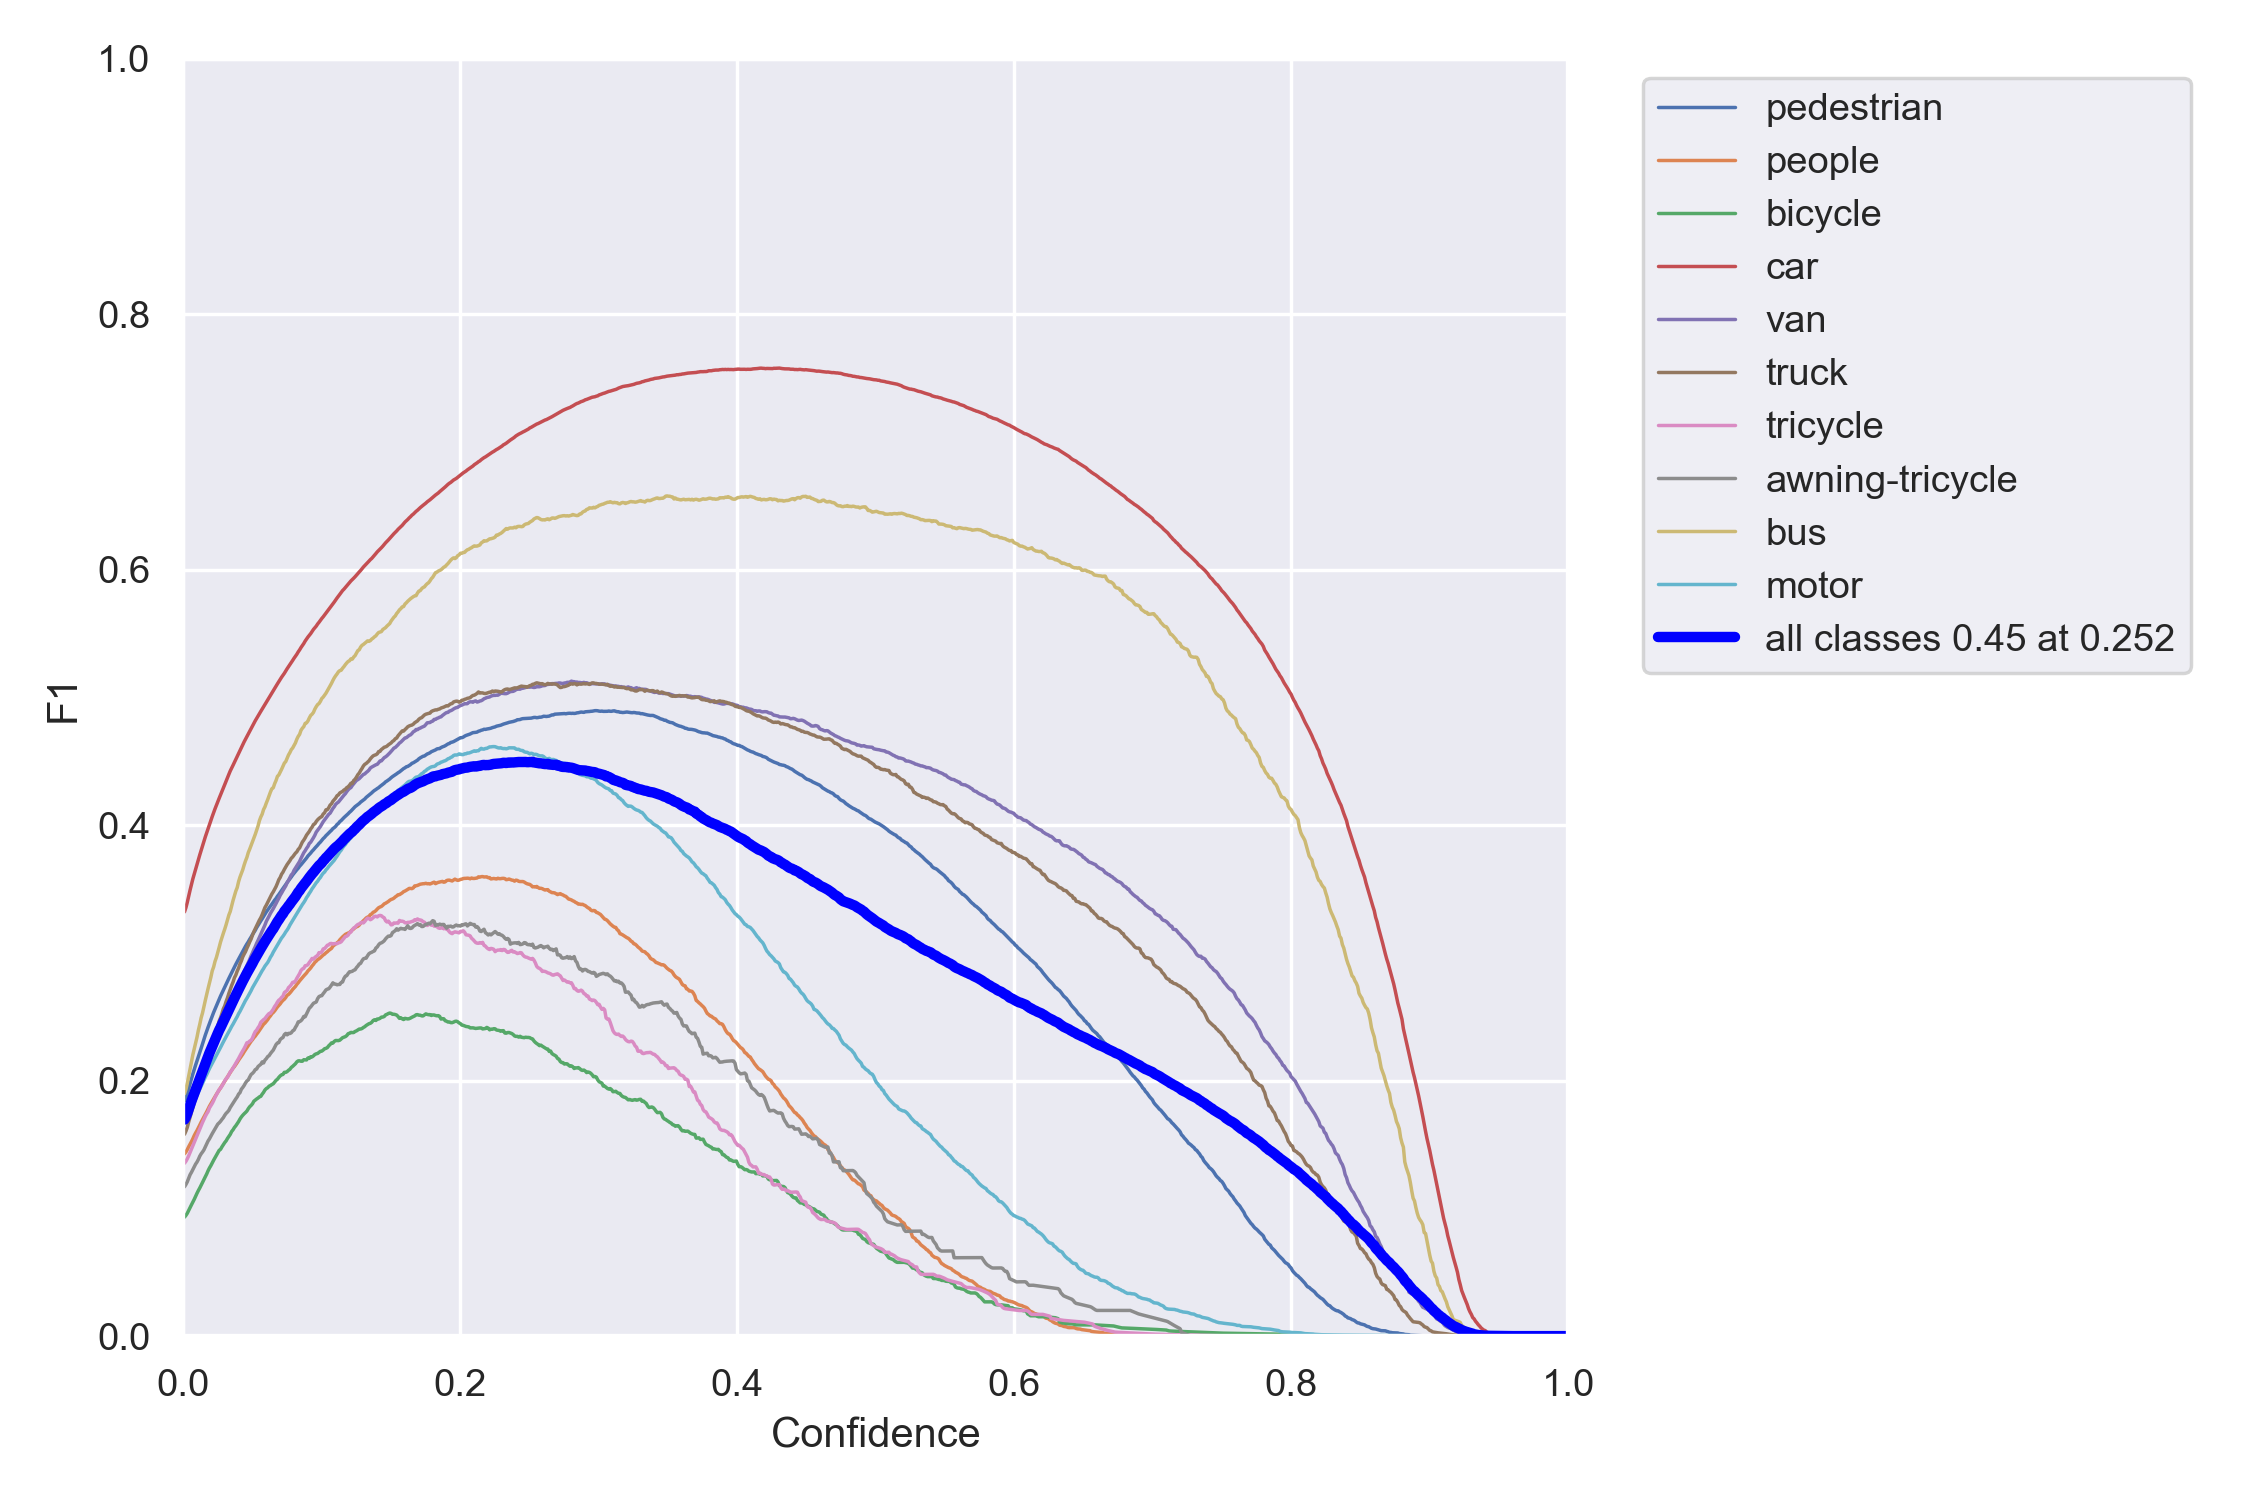 1.0
0.8
0.6
0.4
0.2
0.0
F1
0.0 0.2 0.4 0.6 0.8 1.0
Confidence
pedestrian
people
bicycle
car
van
truck
tricycle
awning-tricycle
bus
motor
all classes 0.45 at 0.252